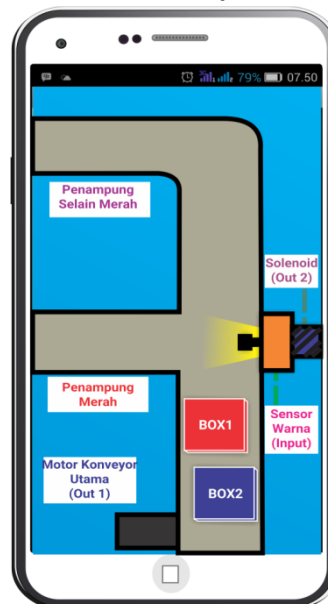 79% 07.50
Penampung
Selain Merah
Solenoid
(Out 2)
Penampung
Merah
Sensor
Warna
(Input)
BOX1
Motor Konveyor
Utama
(Out 1)
BOX2